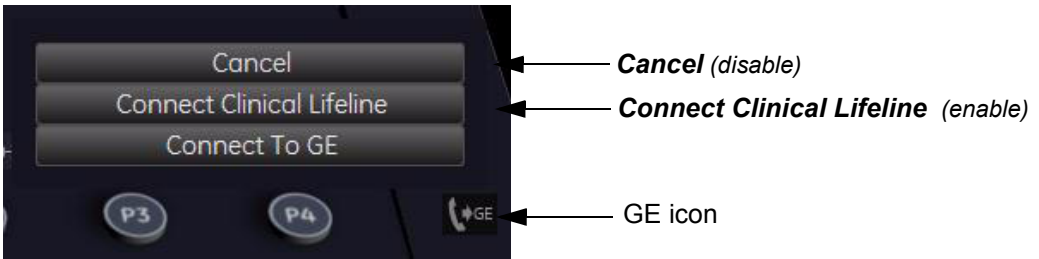 Cancel
Cancel (disable)
Connect Clinical Lifeline
Connect Clinical Lifeline (enable)
Connect To GE
P3
P4
GE
GE icon